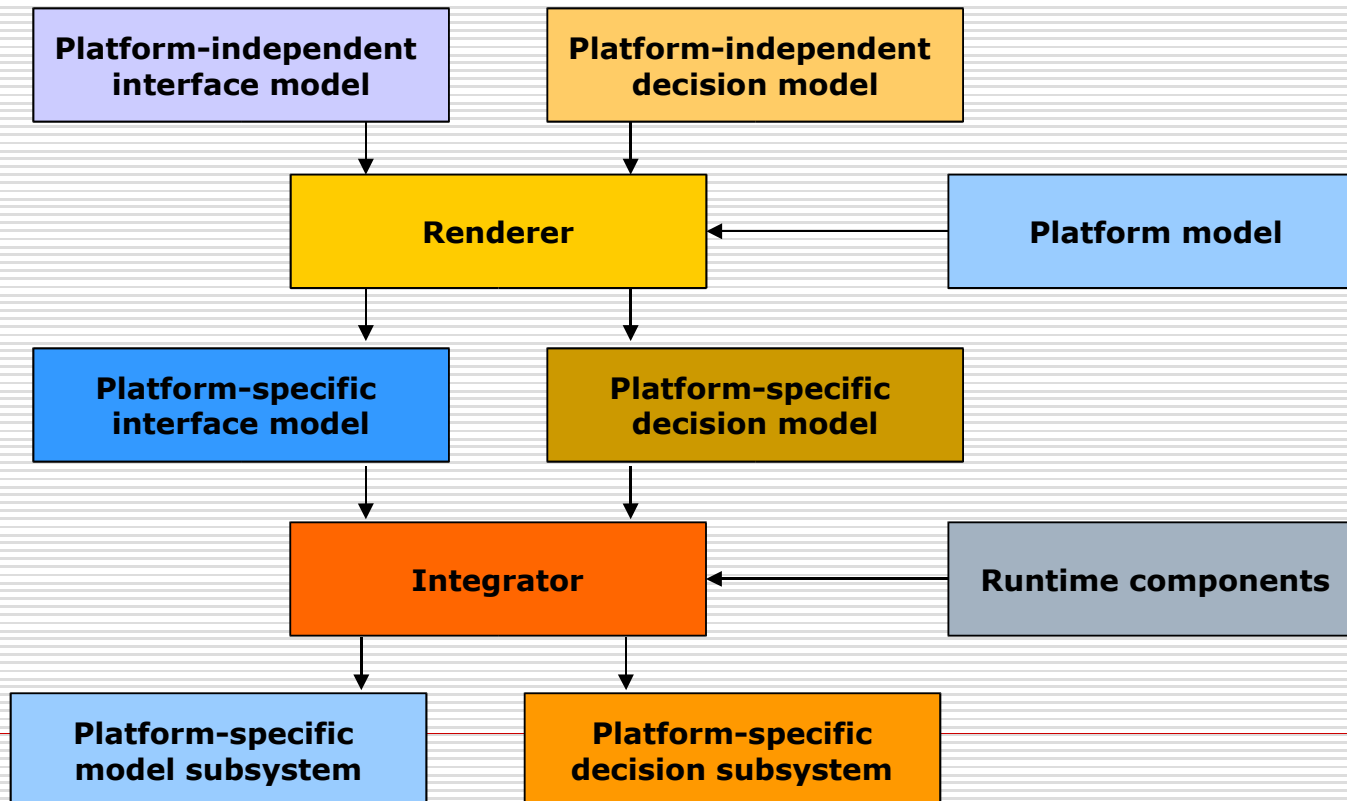 Platform-independent
interface model
Platform-independent
decision model
Renderer
Platform model
Platform-specific
interface model
Platform-specific
decision model
Integrator
Runtime components
Platform-specific
model subsystem
Platform-specific
decision subsystem